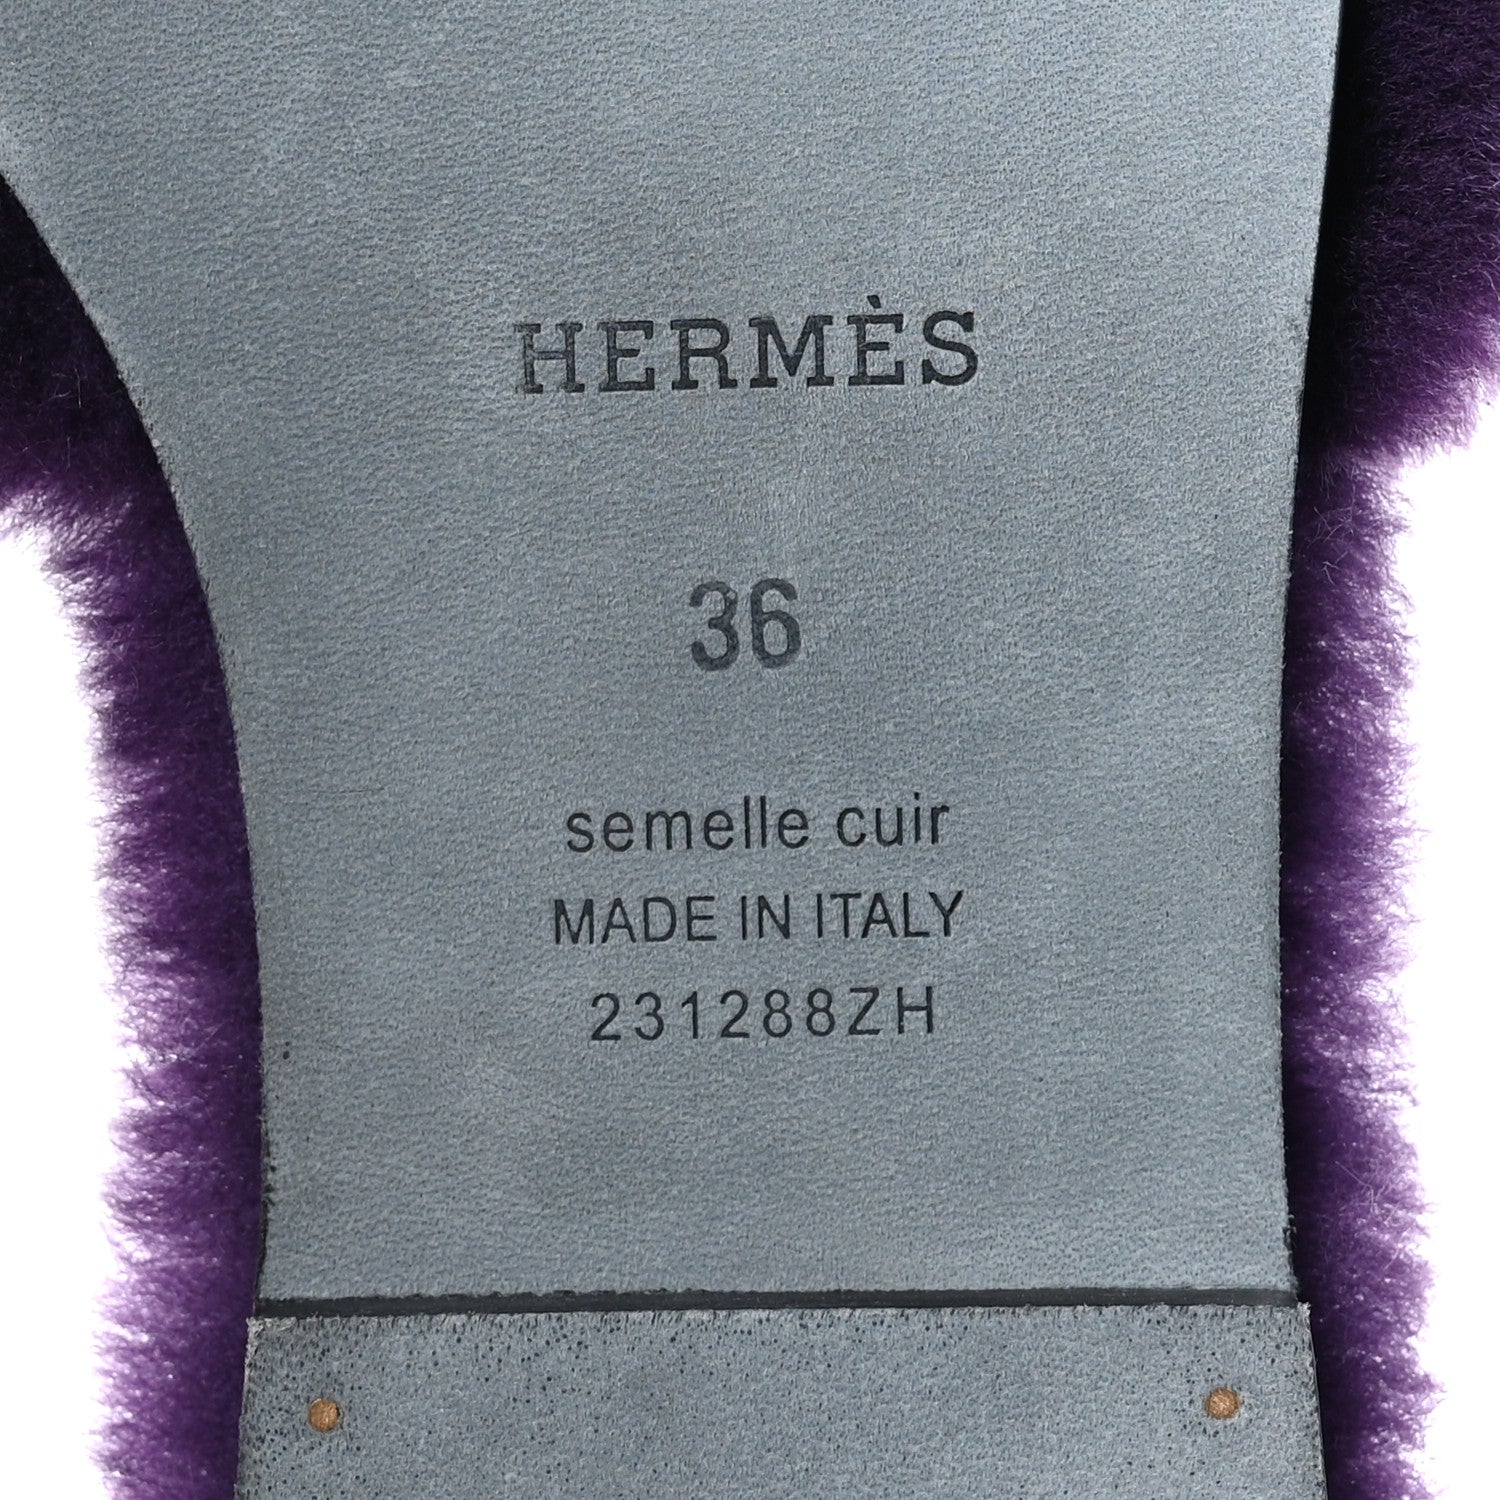 HERMÈS
36
semelle cuir
MADE IN ITALY
231288ZH